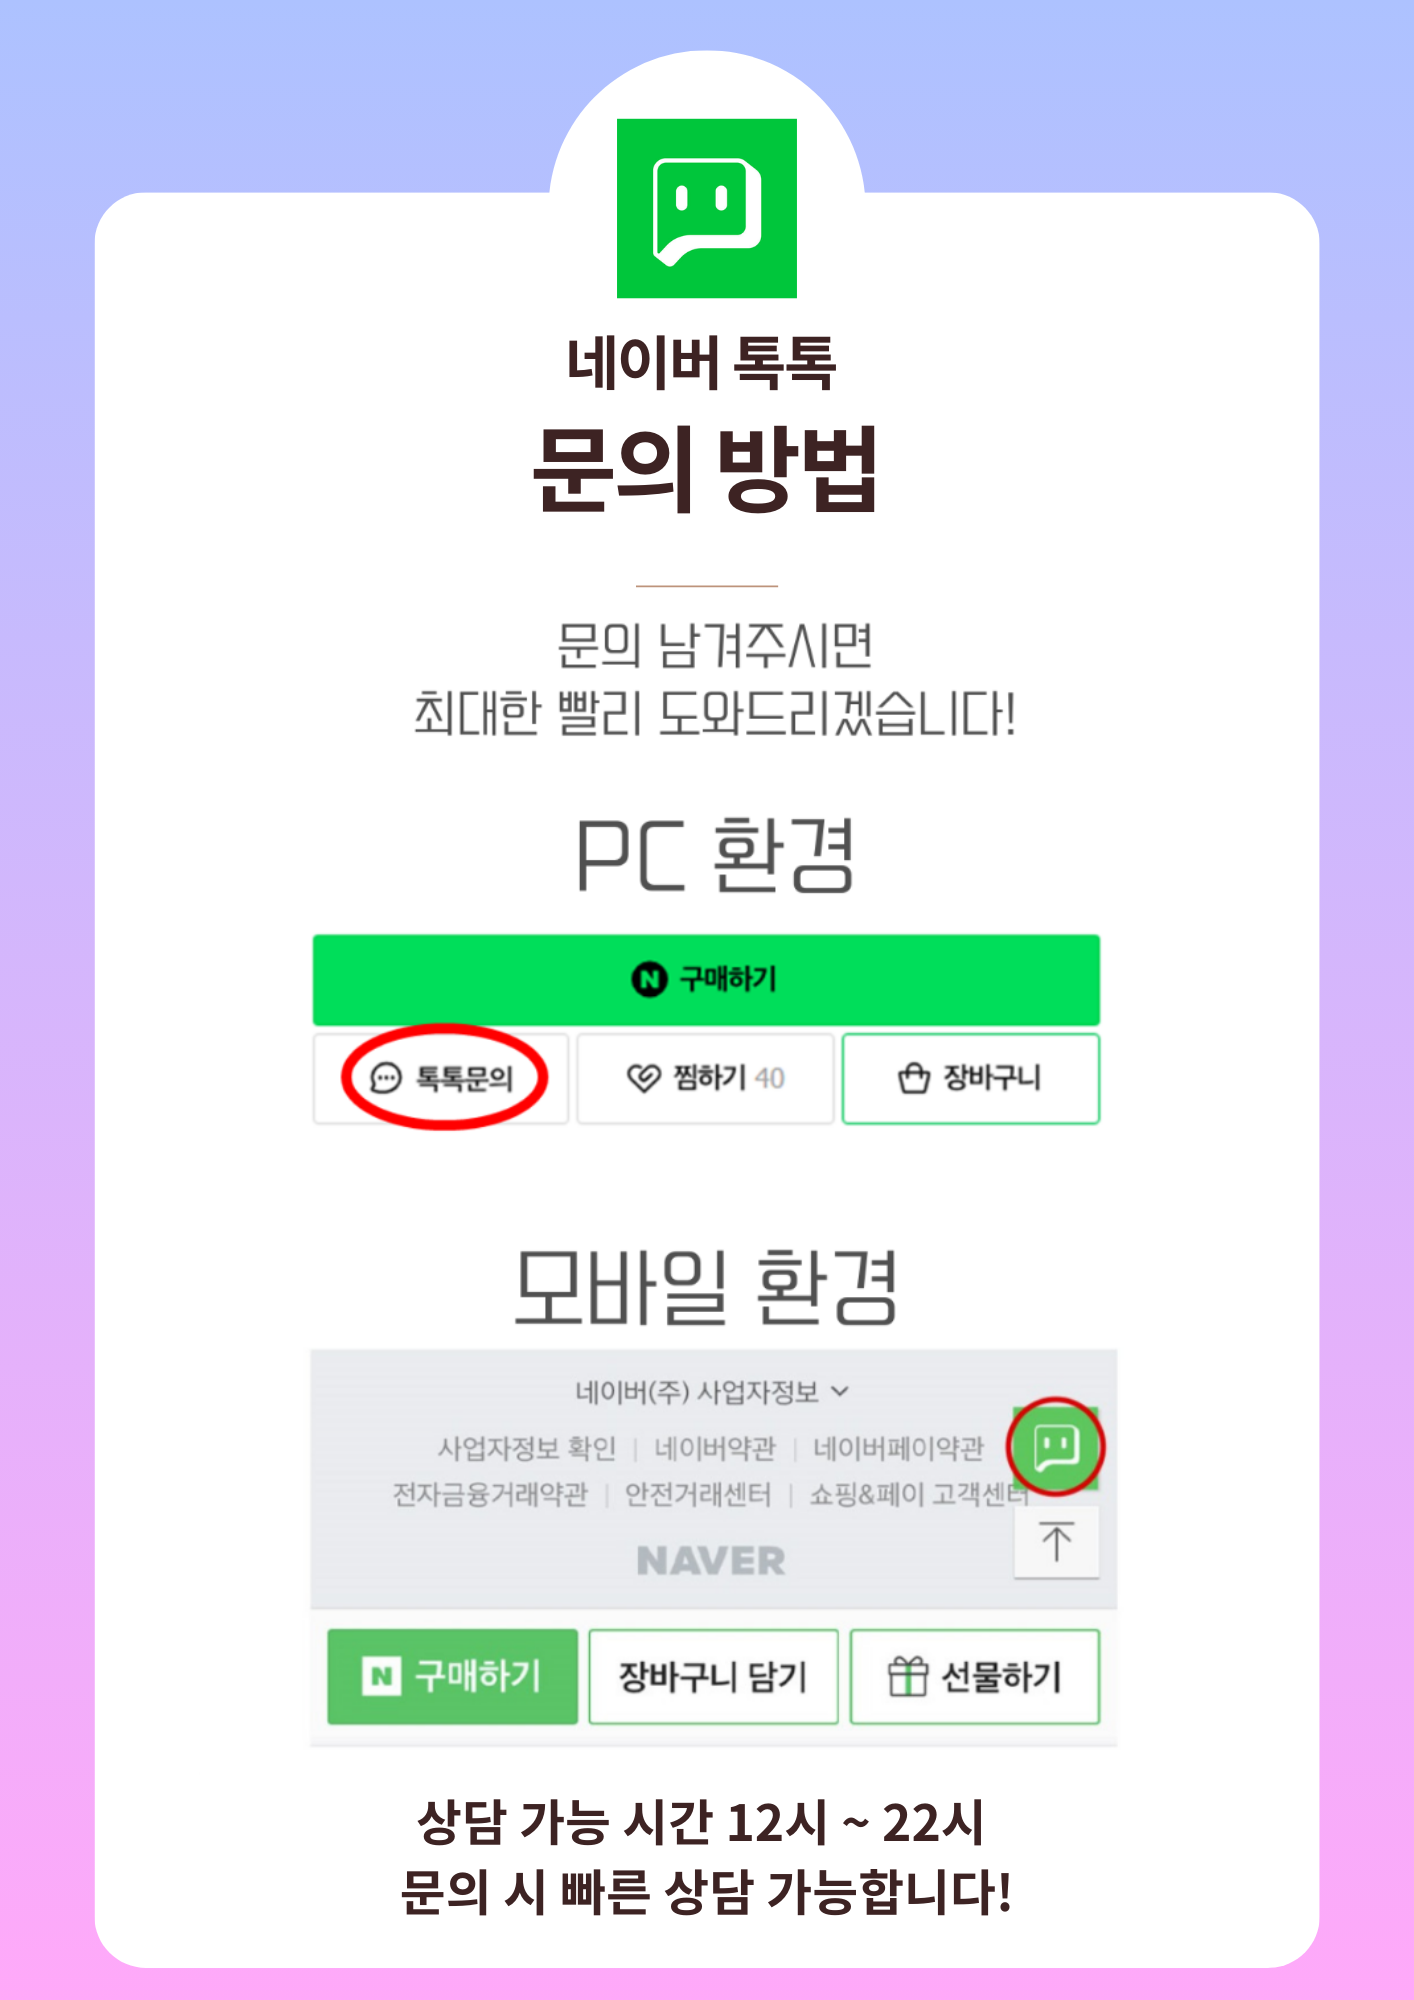 네이버 톡톡
문의 방법
문의 남겨주시면
최대한 빨리 도와드리겠습니다!
PC 환경
N 구매하기
톡톡문의 찜하기 40 장바구니
모바일 환경
네이버(주) 사업자정보
사업자정보 확인 | 네이버약관 | 네이버페이약관
전자금융거래약관 | 안전거래센터 | 쇼핑&페이 고객센터
NAVER
N 구매하기 장바구니 담기 선물하기
상담 가능 시간 12시 ~ 22시
문의 시 빠른 상담 가능합니다!